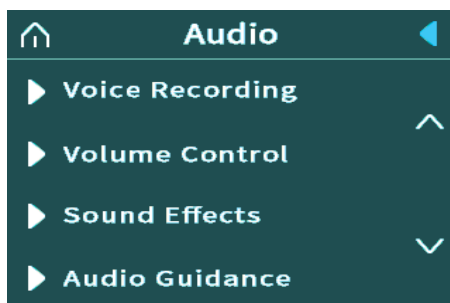 Audio
Voice Recording
Volume Control
Sound Effects
Audio Guidance